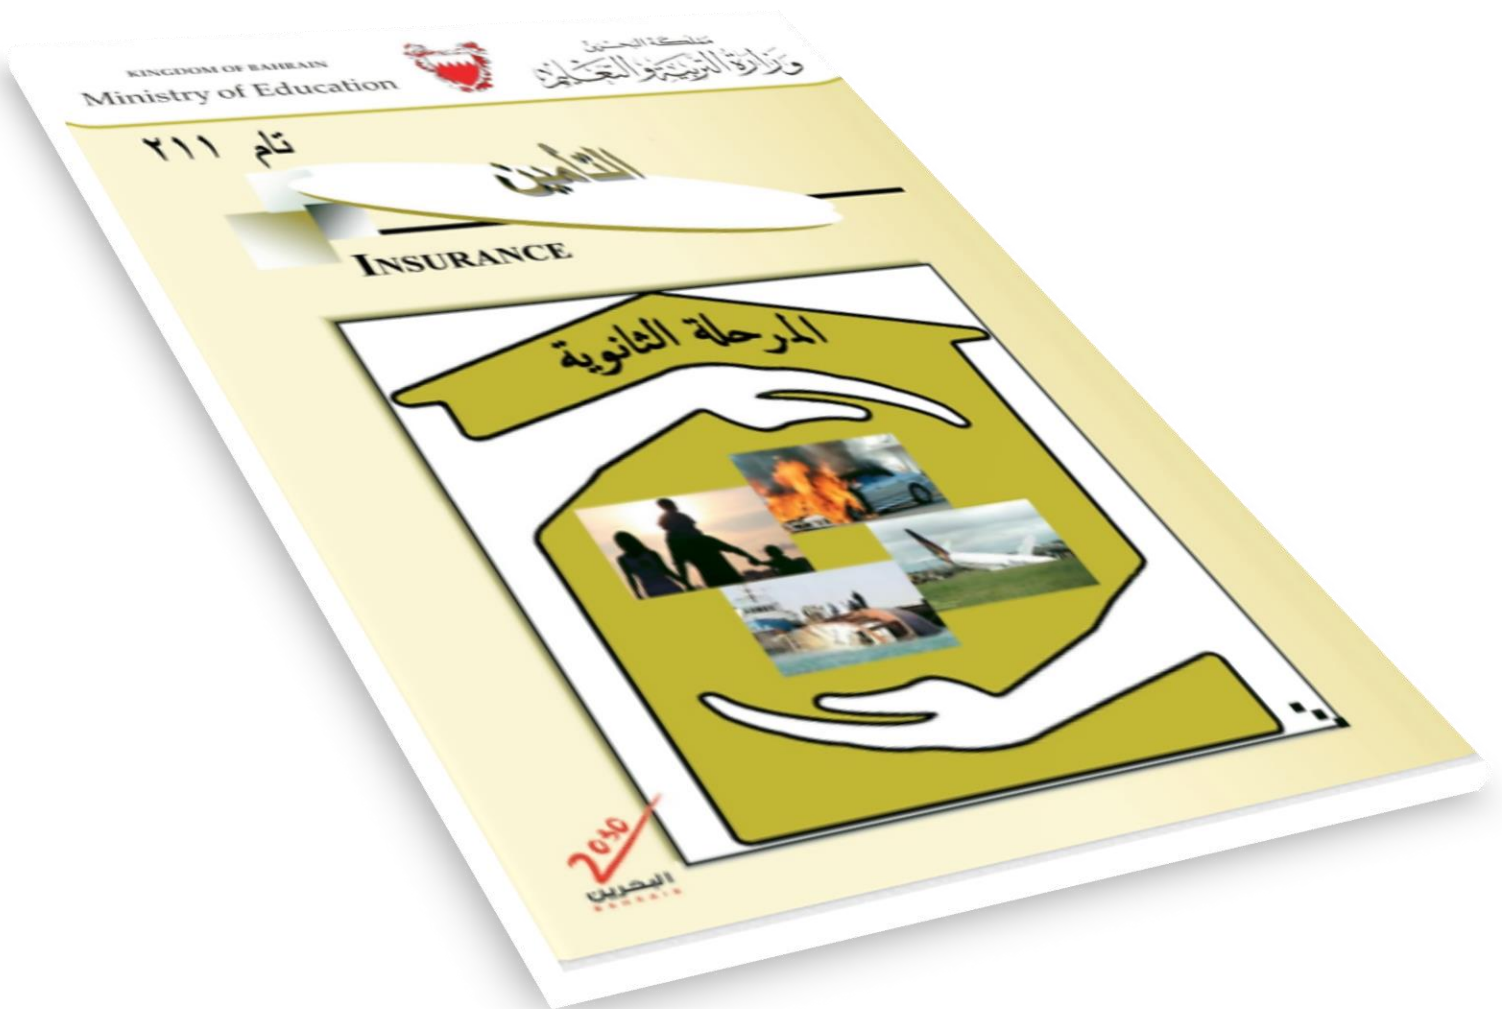 KINGDOM OF BAHRAIN
Ministry of Education
مملكة البحرين
وزارة التربية والتعليم
تام ٢١١
التأمين
INSURANCE
المرحلة الثانوية
2030
البحرين
BAHRAIN